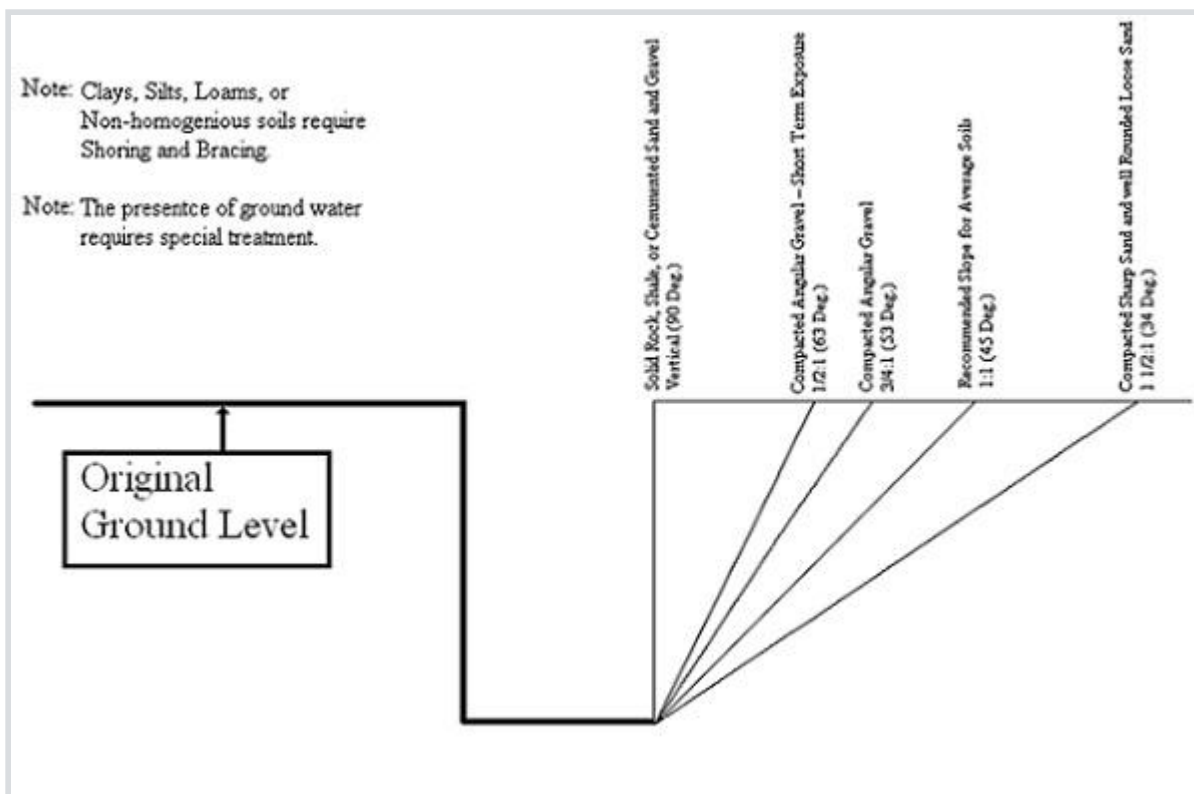 Note: Clays, Silts, Loams, or
Non-homogenious soils require
Shoring and Bracing.
Note: The presentce of ground water
requires special treatment.
Original
Ground Level
Solid Rock, Shale, or Cemmented Sand and Gravel
Vertical (90 Deg.)
Compacted Angular Gravel – Short Term Exposure
1/2:1 (63 Deg.)
Compacted Angular Gravel
3/4:1 (53 Deg.)
Recommended Slope for Average Soils
1:1 (45 Deg.)
Compacted Sharp Sand and well Rounded Loose Sand
1 1/2:1 (34 Deg.)